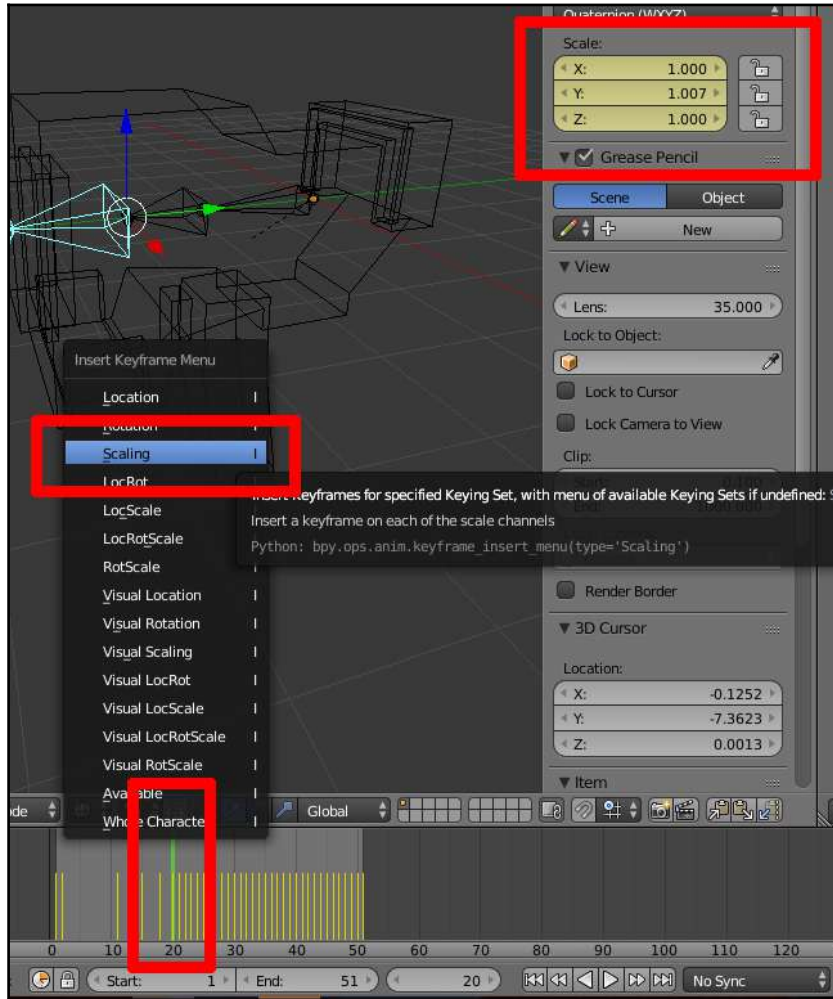 Quaternion (WXYZ)
Scale:
X: 1.000
Y: 1.007
Z: 1.000
Grease Pencil
Scene Object
New
View
Lens: 35.000
Lock to Object:
Lock to Cursor
Lock Camera to View
Clip:
Insert Keyframe Menu
Location I
Rotation I
Scaling I
LocRot
LocScale
LocRotScale
RotScale
Visual Location I
Visual Rotation I
Visual Scaling I
Visual LocRot I
Visual LocScale I
Visual LocRotScale I
Visual RotScale I
Available I
Whole Character I
Insert Keyframes for specified Keying Set, with menu of available Keying Sets if undefined: S
Insert a keyframe on each of the scale channels
Python: bpy.ops.anim.keyframe_insert_menu(type='Scaling')
Render Border
3D Cursor
Location:
X: -0.1252
Y: -7.3623
Z: 0.0013
Item
de Global
0 10 20 30 40 50 60 70 80 90 100 110 120
Start: 1 End: 51 20 No Sync